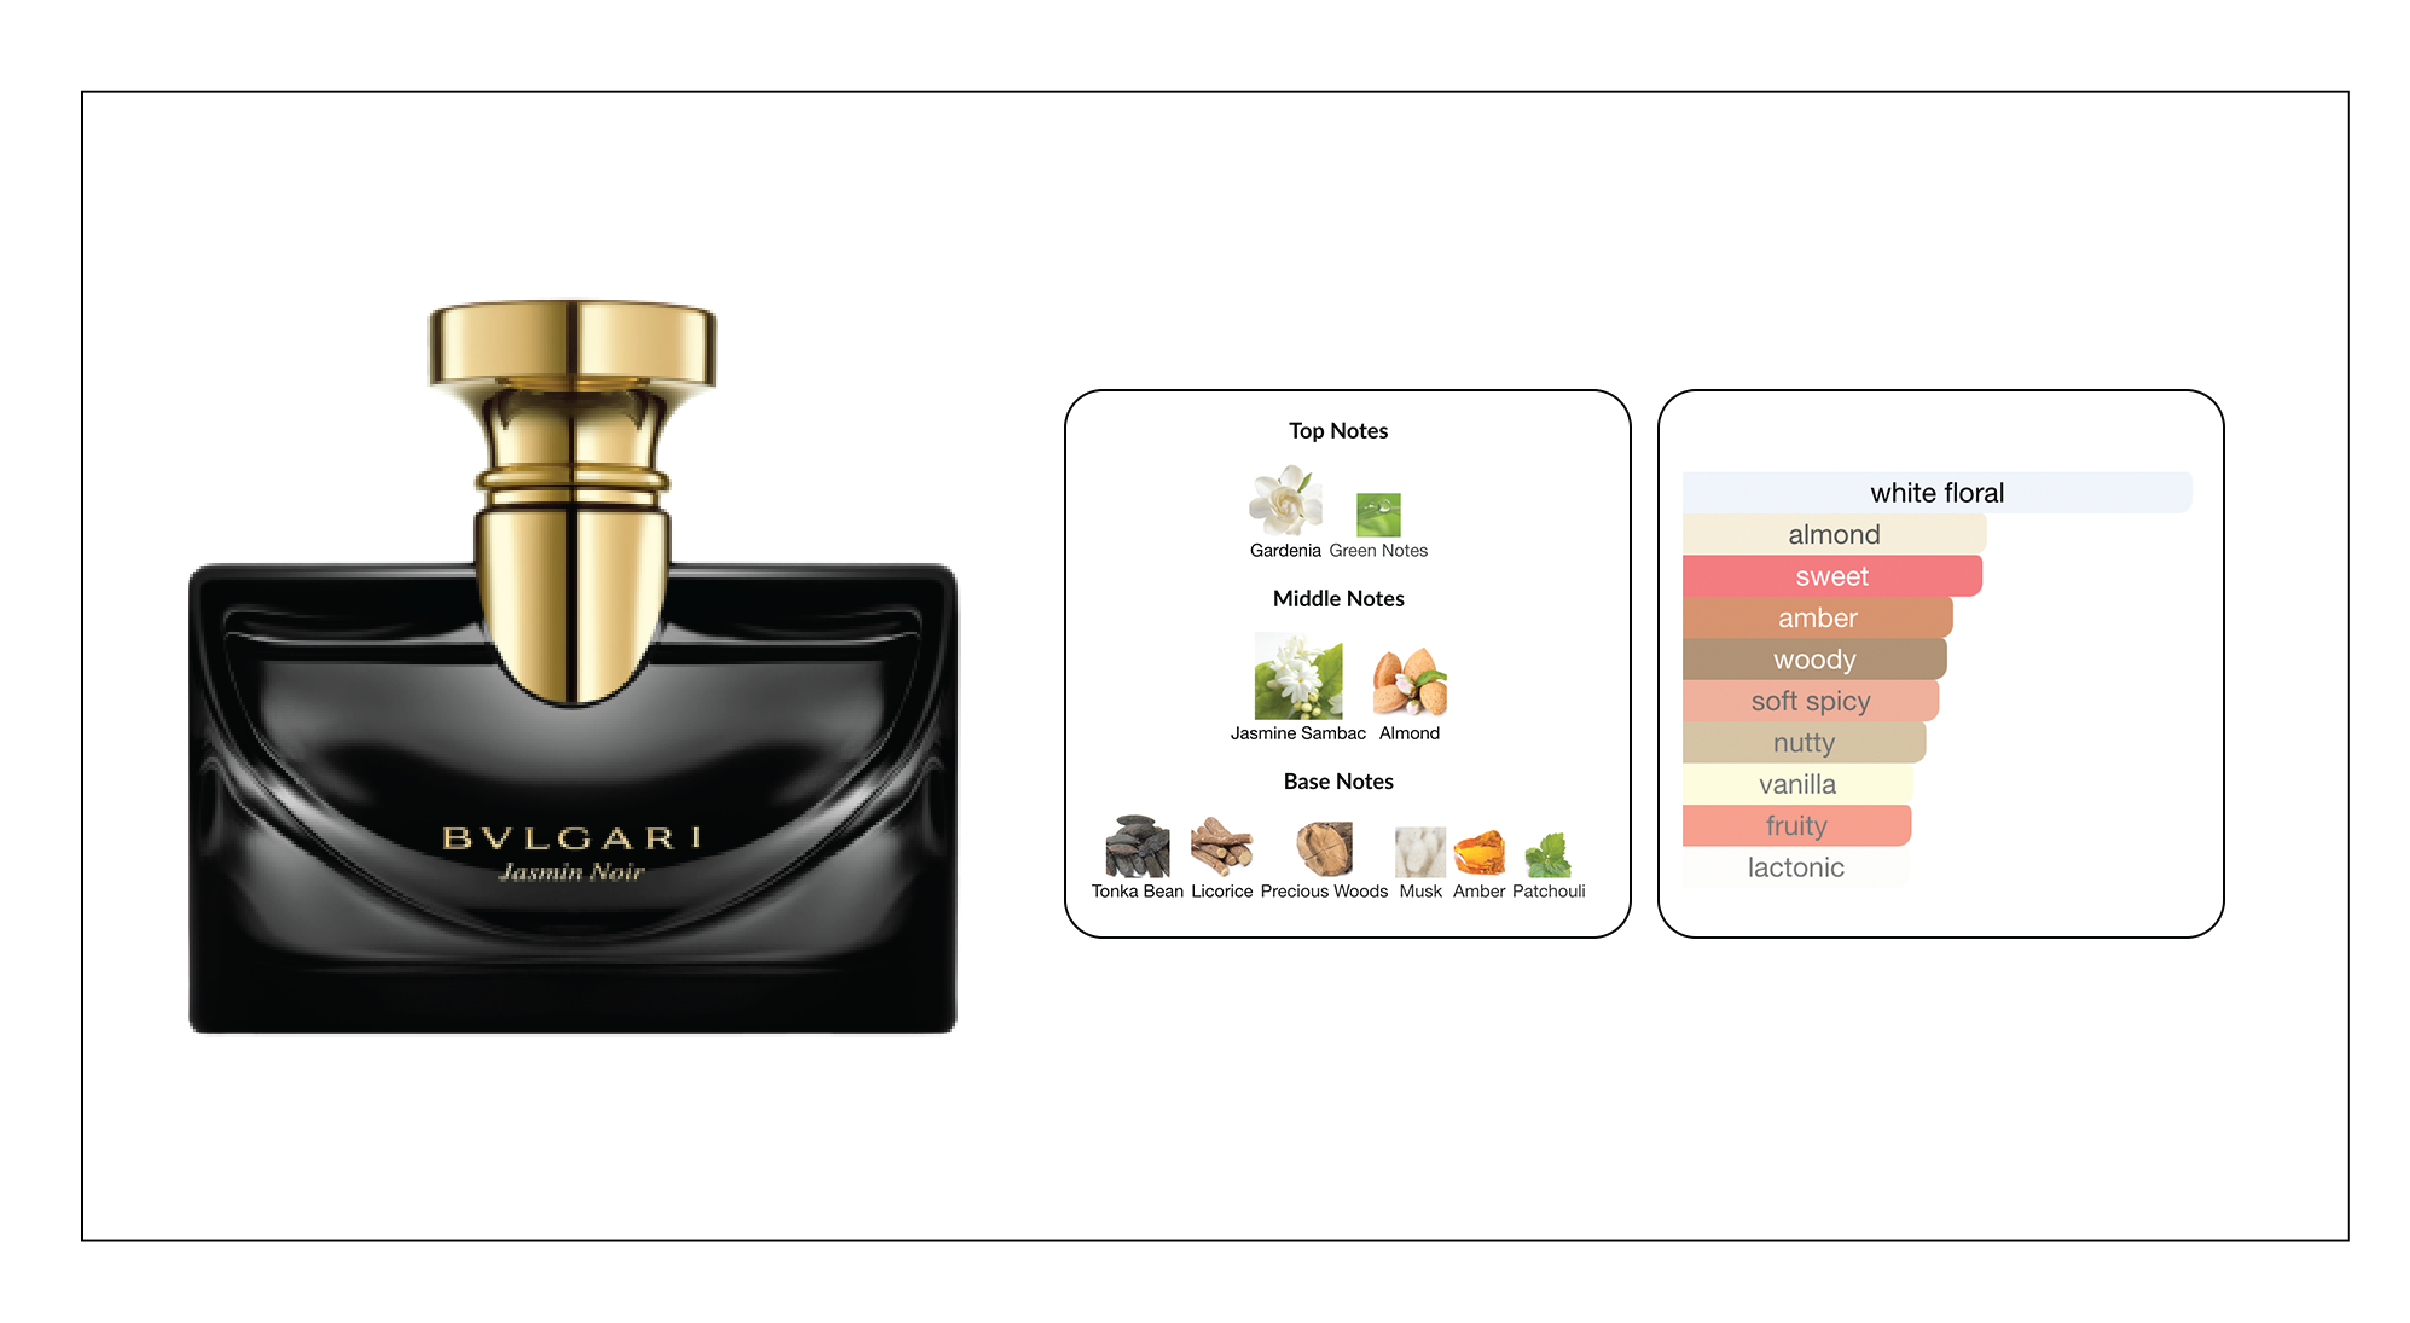 BVLGARI
Jasmin Noir
Top Notes
Gardenia Green Notes
Middle Notes
Jasmine Sambac Almond
Base Notes
Tonka Bean Licorice Precious Woods Musk Amber Patchouli
white floral
almond
sweet
amber
woody
soft spicy
nutty
vanilla
fruity
lactonic